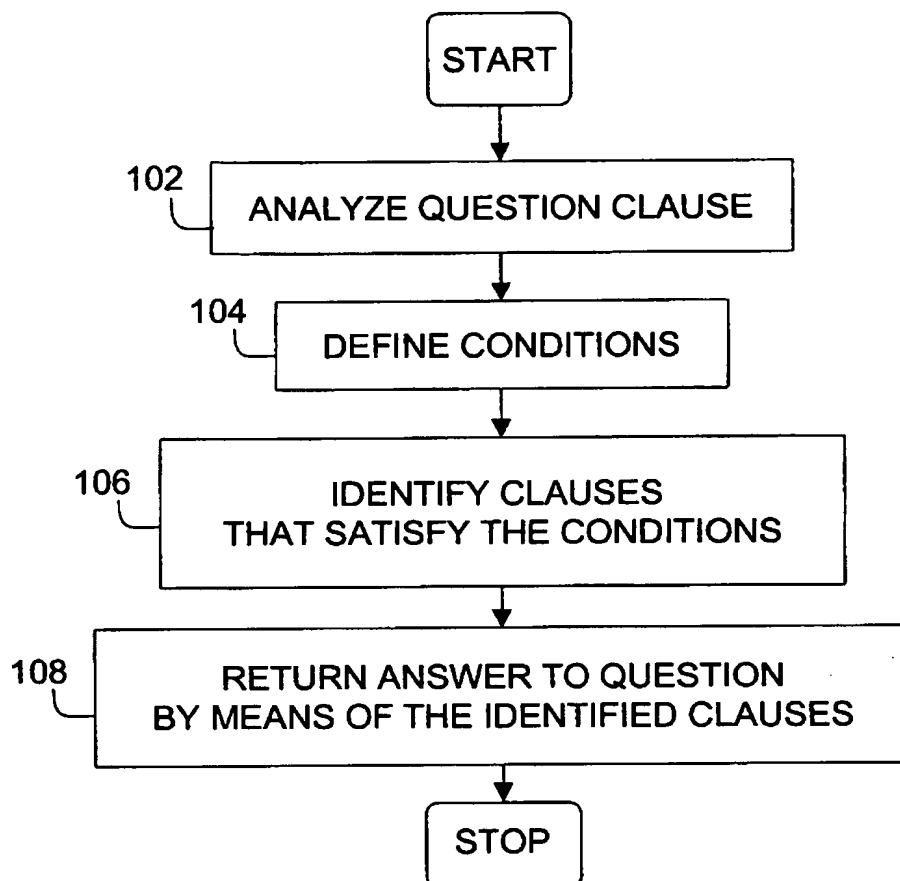 START
102
ANALYZE QUESTION CLAUSE
104
DEFINE CONDITIONS
106
IDENTIFY CLAUSES
THAT SATISFY THE CONDITIONS
108
RETURN ANSWER TO QUESTION
BY MEANS OF THE IDENTIFIED CLAUSES
STOP